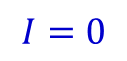 I = 0